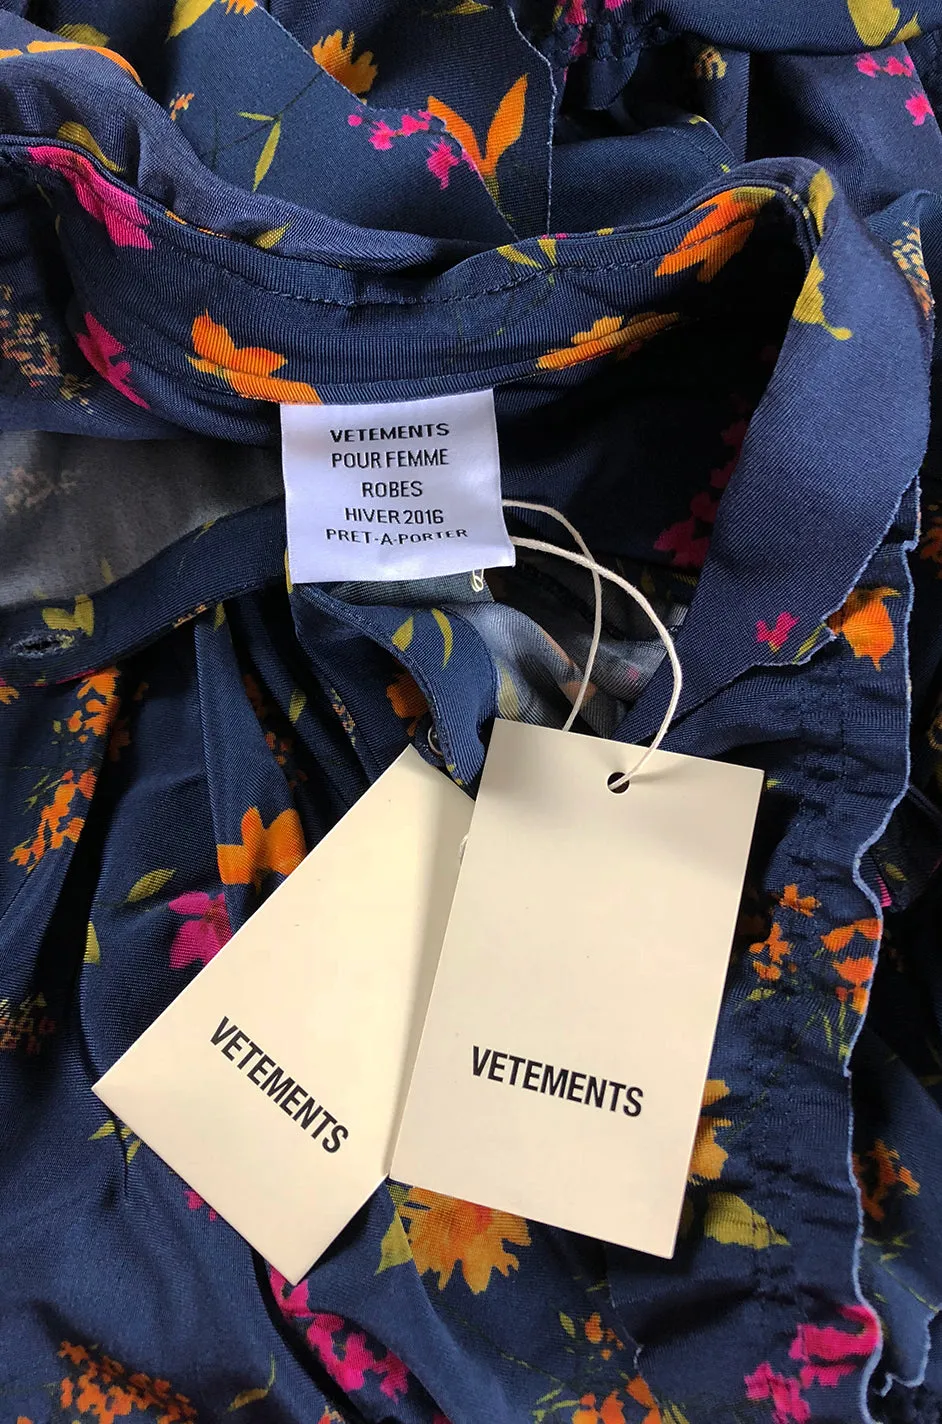 VETEMENTS
POUR FEMME
ROBES
HIVER 2016
PRET-A-PORTER
VETEMENTS
VETEMENTS